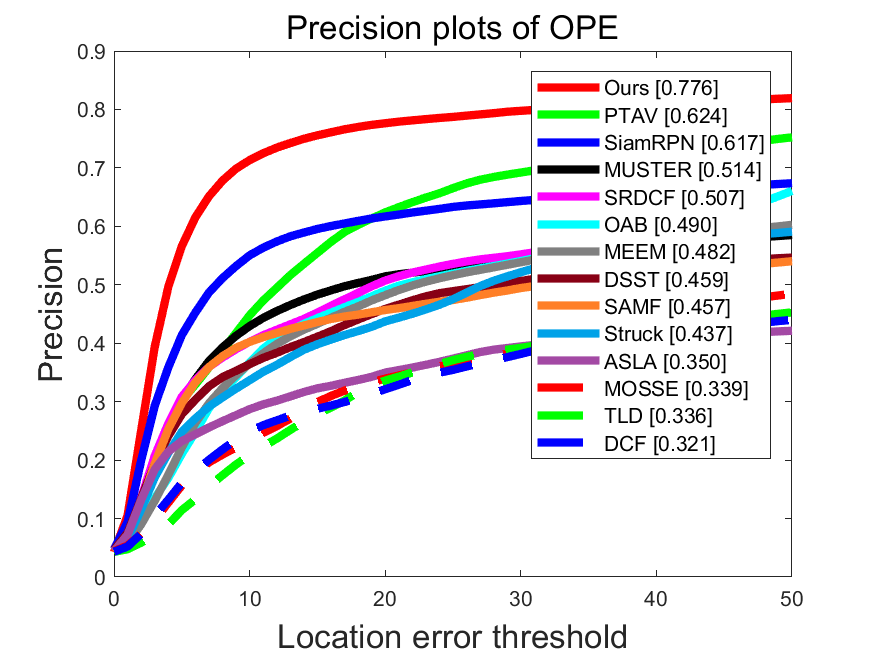 Precision plots of OPE
0.9
0.8
0.7
0.6
0.5
0.4
0.3
0.2
0.1
0
Precision
Ours [0.776]
PTAV [0.624]
SiamRPN [0.617]
MUSTER [0.514]
SRDCF [0.507]
OAB [0.490]
MEEM [0.482]
DSST [0.459]
SAMF [0.457]
Struck [0.437]
ASLA [0.350]
MOSSE [0.339]
TLD [0.336]
DCF [0.321]
0 10 20 30 40 50
Location error threshold